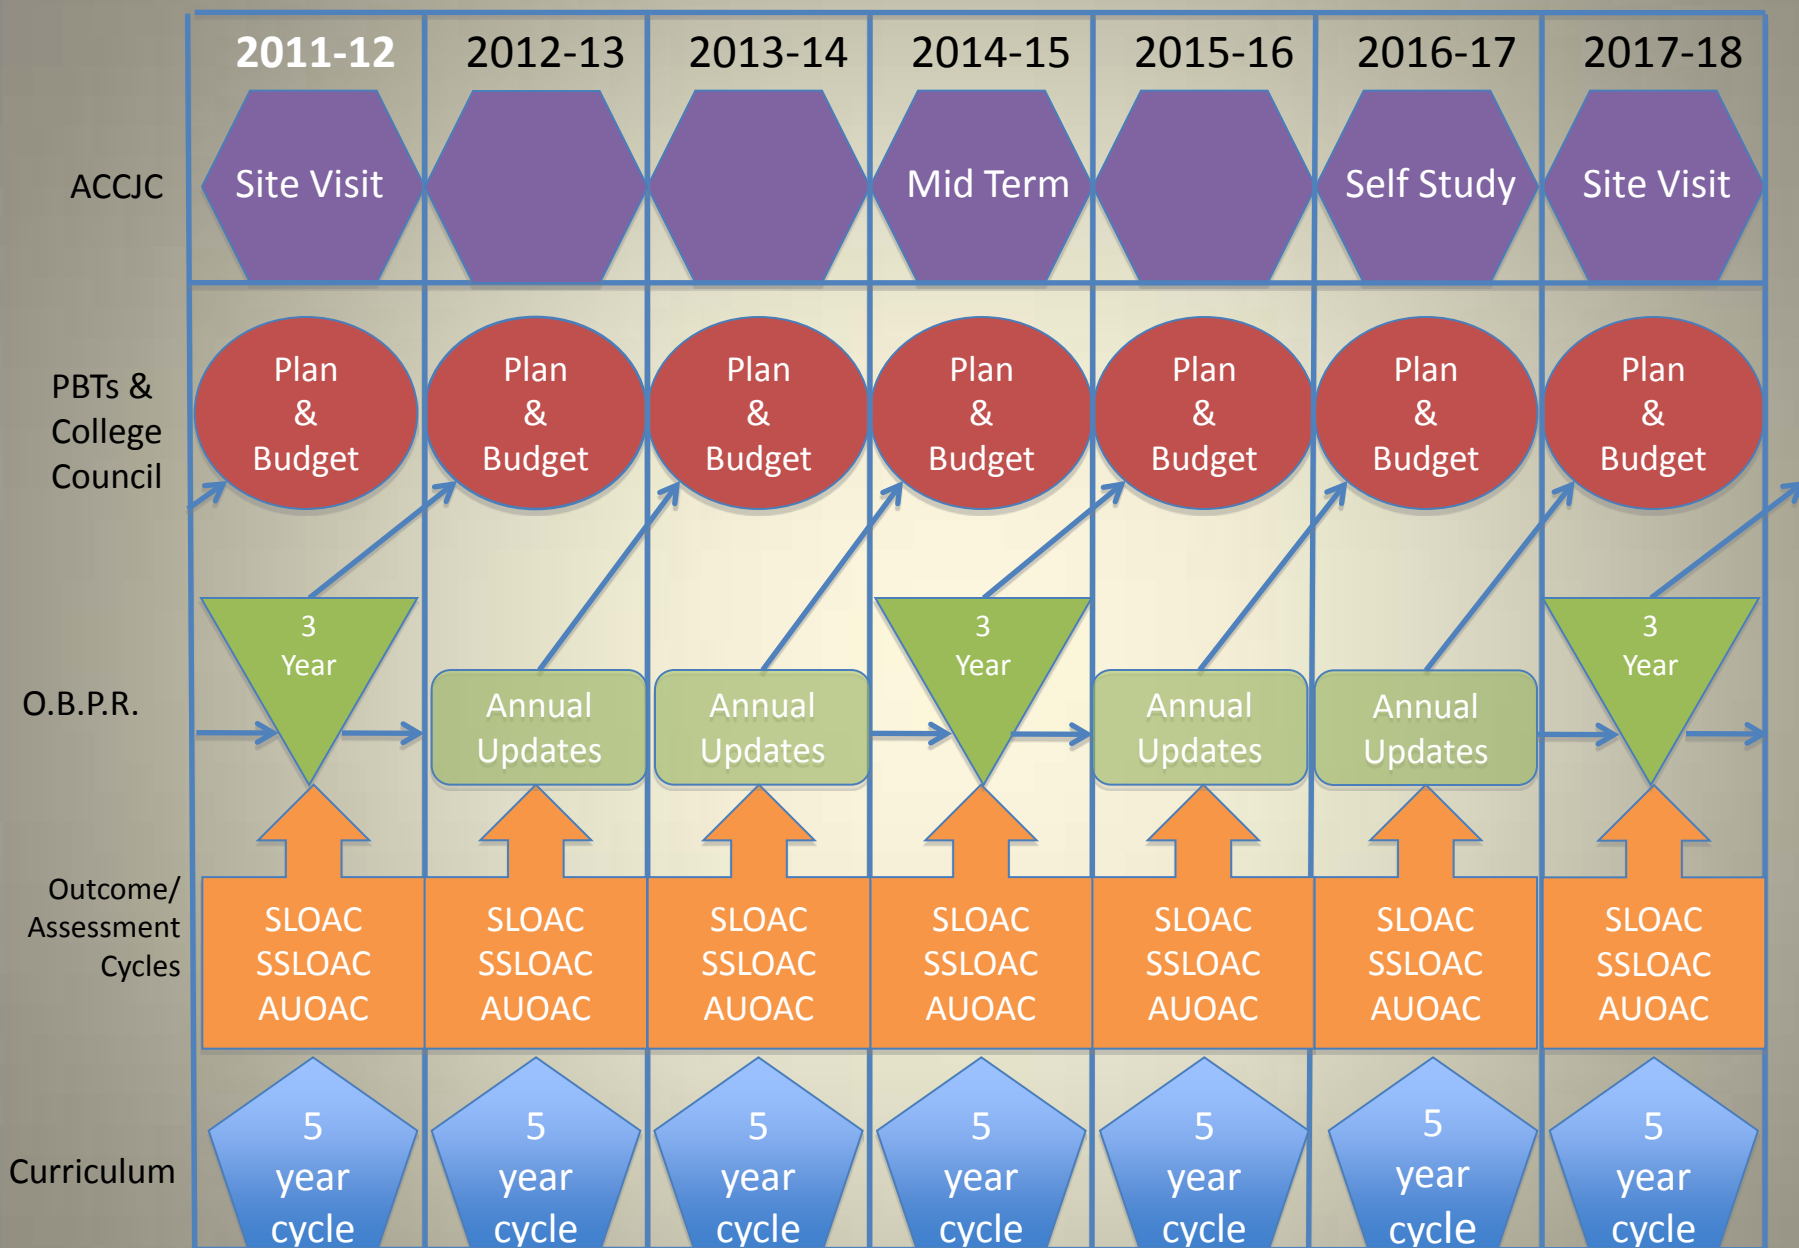 2011-12 2012-13 2013-14 2014-15 2015-16 2016-17 2017-18
ACCJC
Site Visit
Mid Term
Self Study
Site Visit
PBTs &
College
Council
Plan
&
Budget
Plan
&
Budget
Plan
&
Budget
Plan
&
Budget
Plan
&
Budget
Plan
&
Budget
Plan
&
Budget
O.B.P.R.
3
Year
Annual
Updates
Annual
Updates
3
Year
Annual
Updates
Annual
Updates
3
Year
Outcome/
Assessment
Cycles
SLOAC
SSLOAC
AUOAC
SLOAC
SSLOAC
AUOAC
SLOAC
SSLOAC
AUOAC
SLOAC
SSLOAC
AUOAC
SLOAC
SSLOAC
AUOAC
SLOAC
SSLOAC
AUOAC
SLOAC
SSLOAC
AUOAC
Curriculum
5
year
cycle
5
year
cycle
5
year
cycle
5
year
cycle
5
year
cycle
5
year
cycle
5
year
cycle